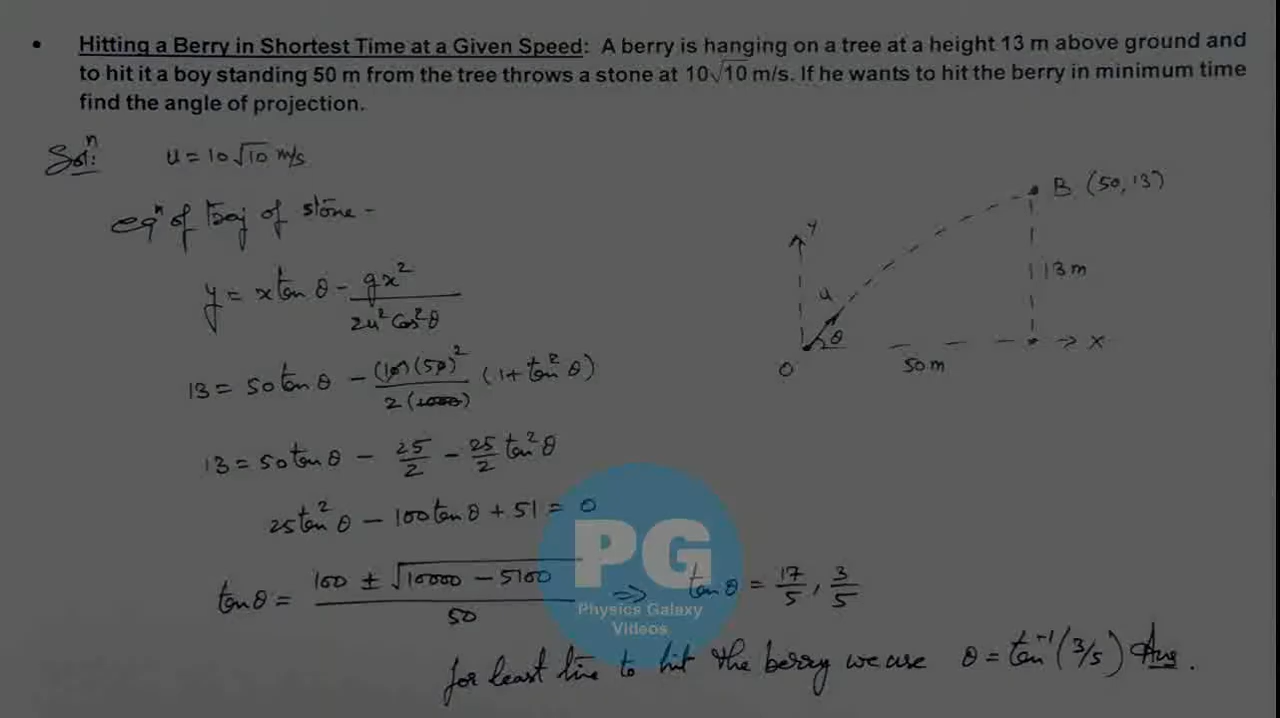 • Hitting a Berry in Shortest Time at a Given Speed: A berry is hanging on a tree at a height 13 m above ground and
to hit it a boy standing 50 m from the tree throws a stone at 10√10 m/s. If he wants to hit the berry in minimum time
find the angle of projection.
Solⁿ: u = 10√10 m/s
eqⁿ of traj of stone -
y = x tan θ - gx²/(2u² cos²θ)
13 = 50 tan θ - (10)(50)²/(2(1000)) (1 + tan²θ)
13 = 50 tan θ - 25/2 - 25/2 tan²θ
25 tan²θ - 100 tan θ + 51 = 0
tan θ = (100 ± √(10000 - 5100))/50 ⇒ tan θ = 17/5, 3/5
for least time to hit the berry we use θ = tan⁻¹(3/5) Ans.
B (50, 13)
Y
13 m
u
θ
O
50 m
X
PG
Physics Galaxy
Videos